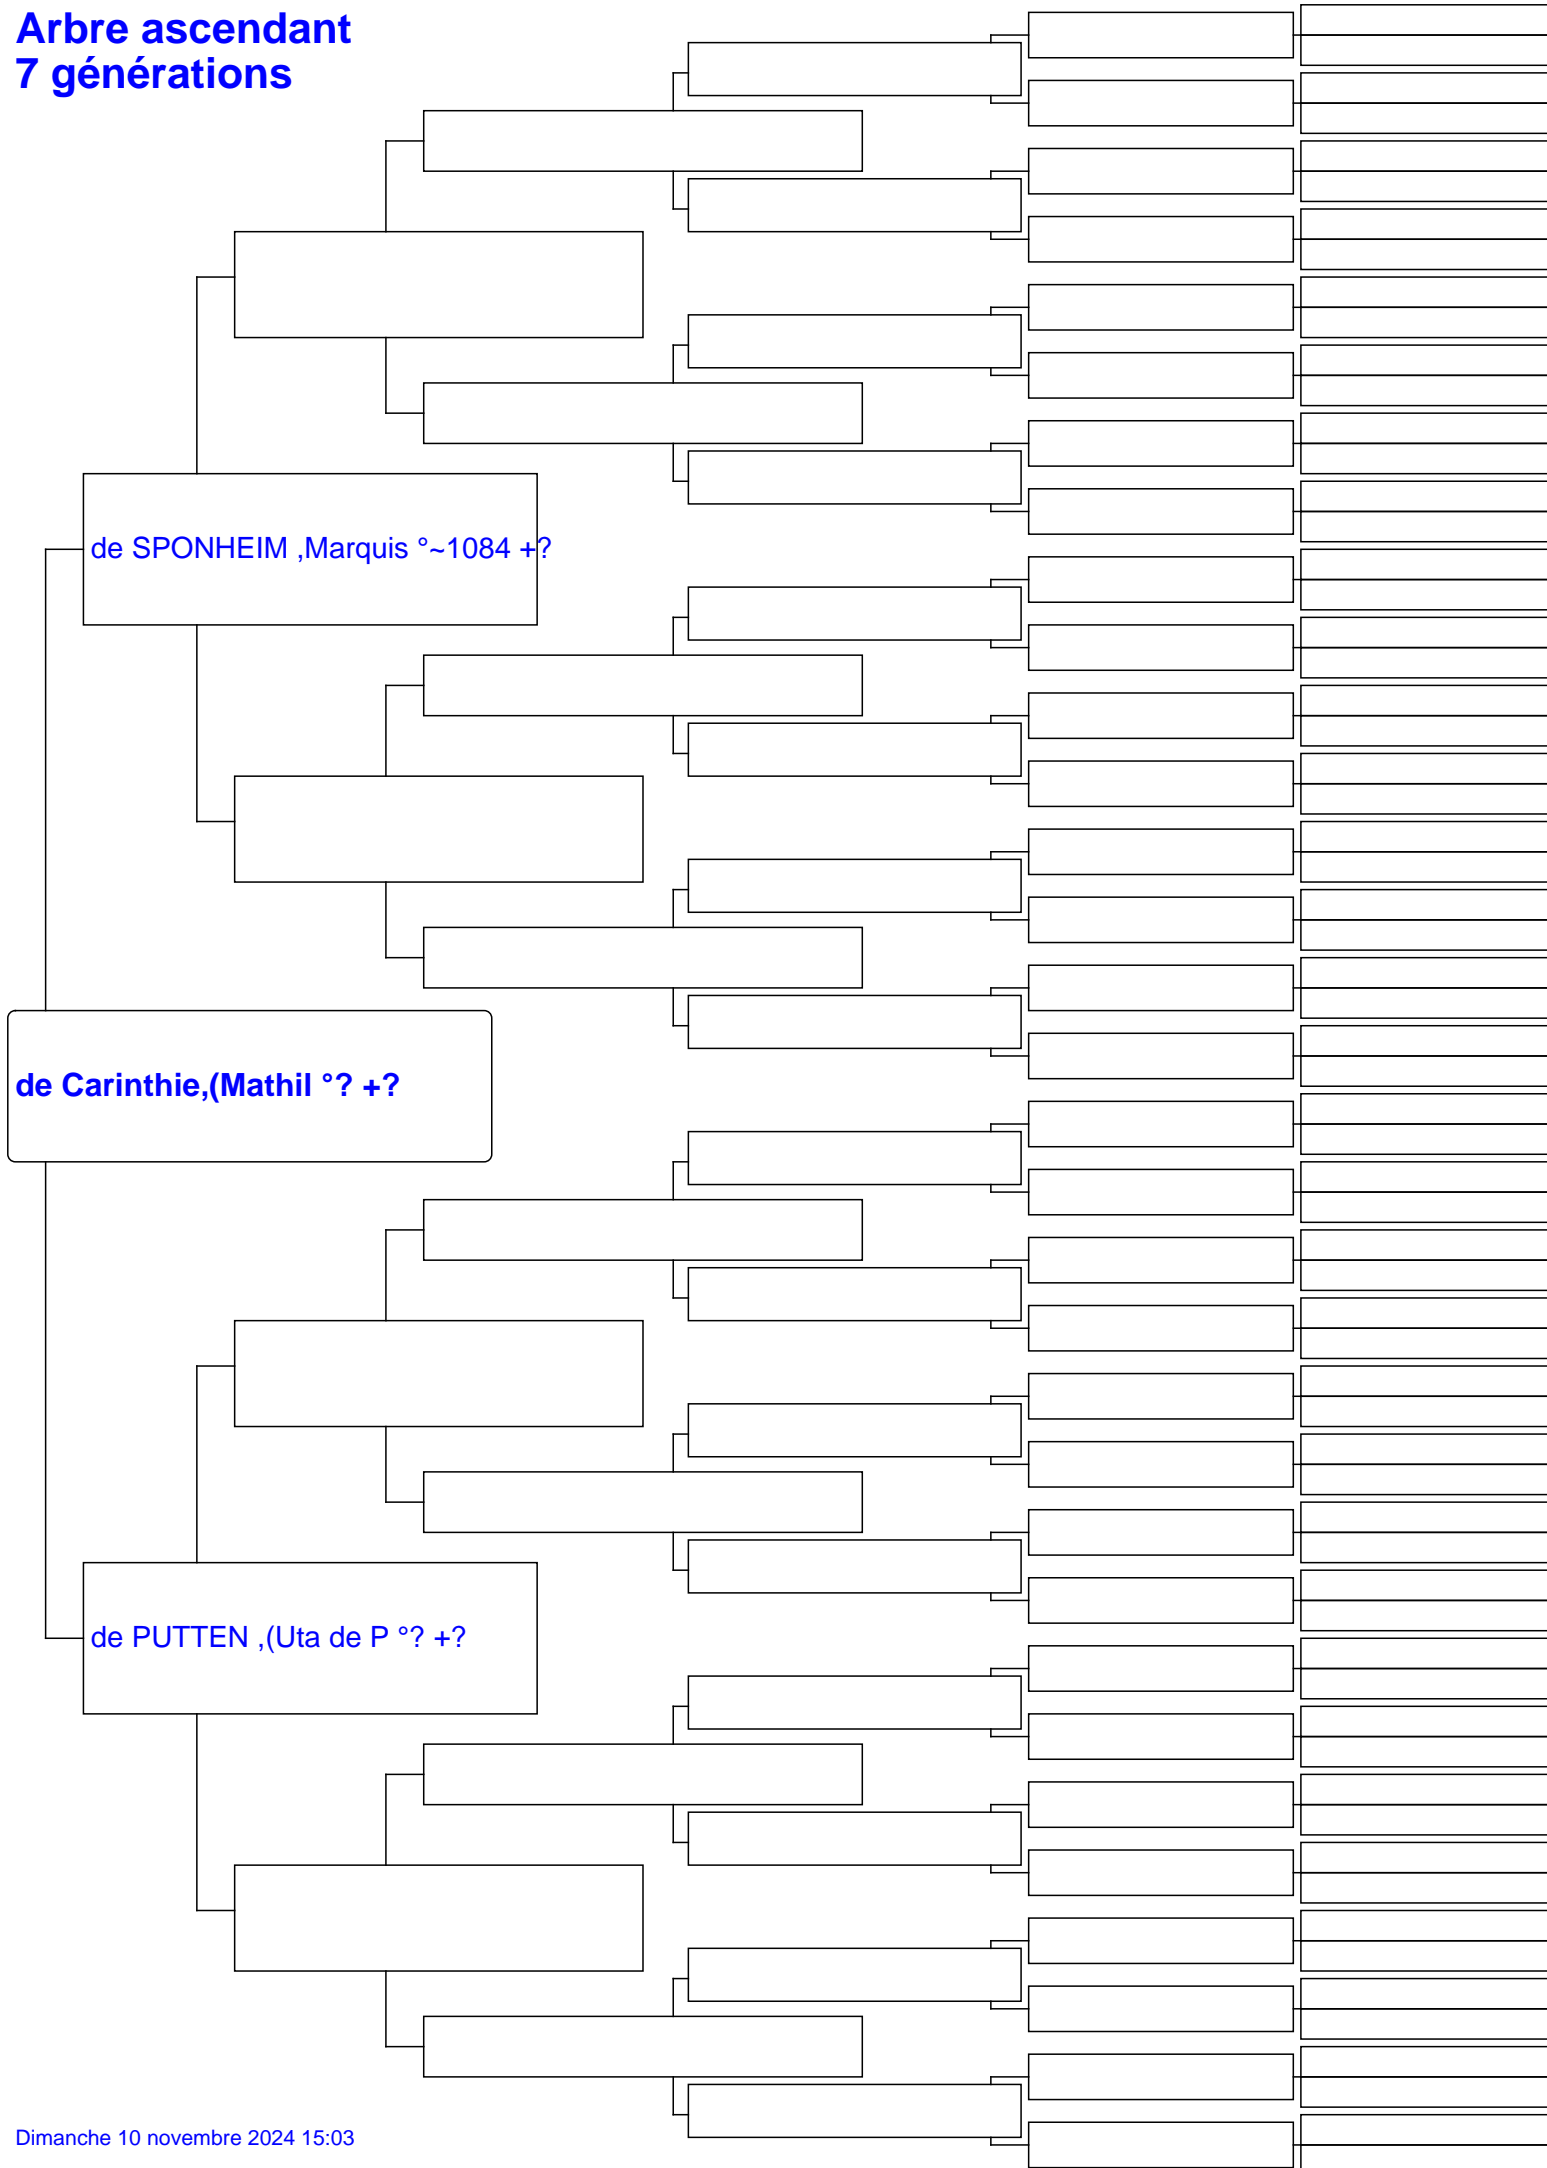 Arbre ascendant
7 générations
de SPONHEIM ,Marquis °~1084 +?
de Carinthie,(Mathil °? +?
de PUTTEN ,(Uta de P °? +?
Dimanche 10 novembre 2024 15:03